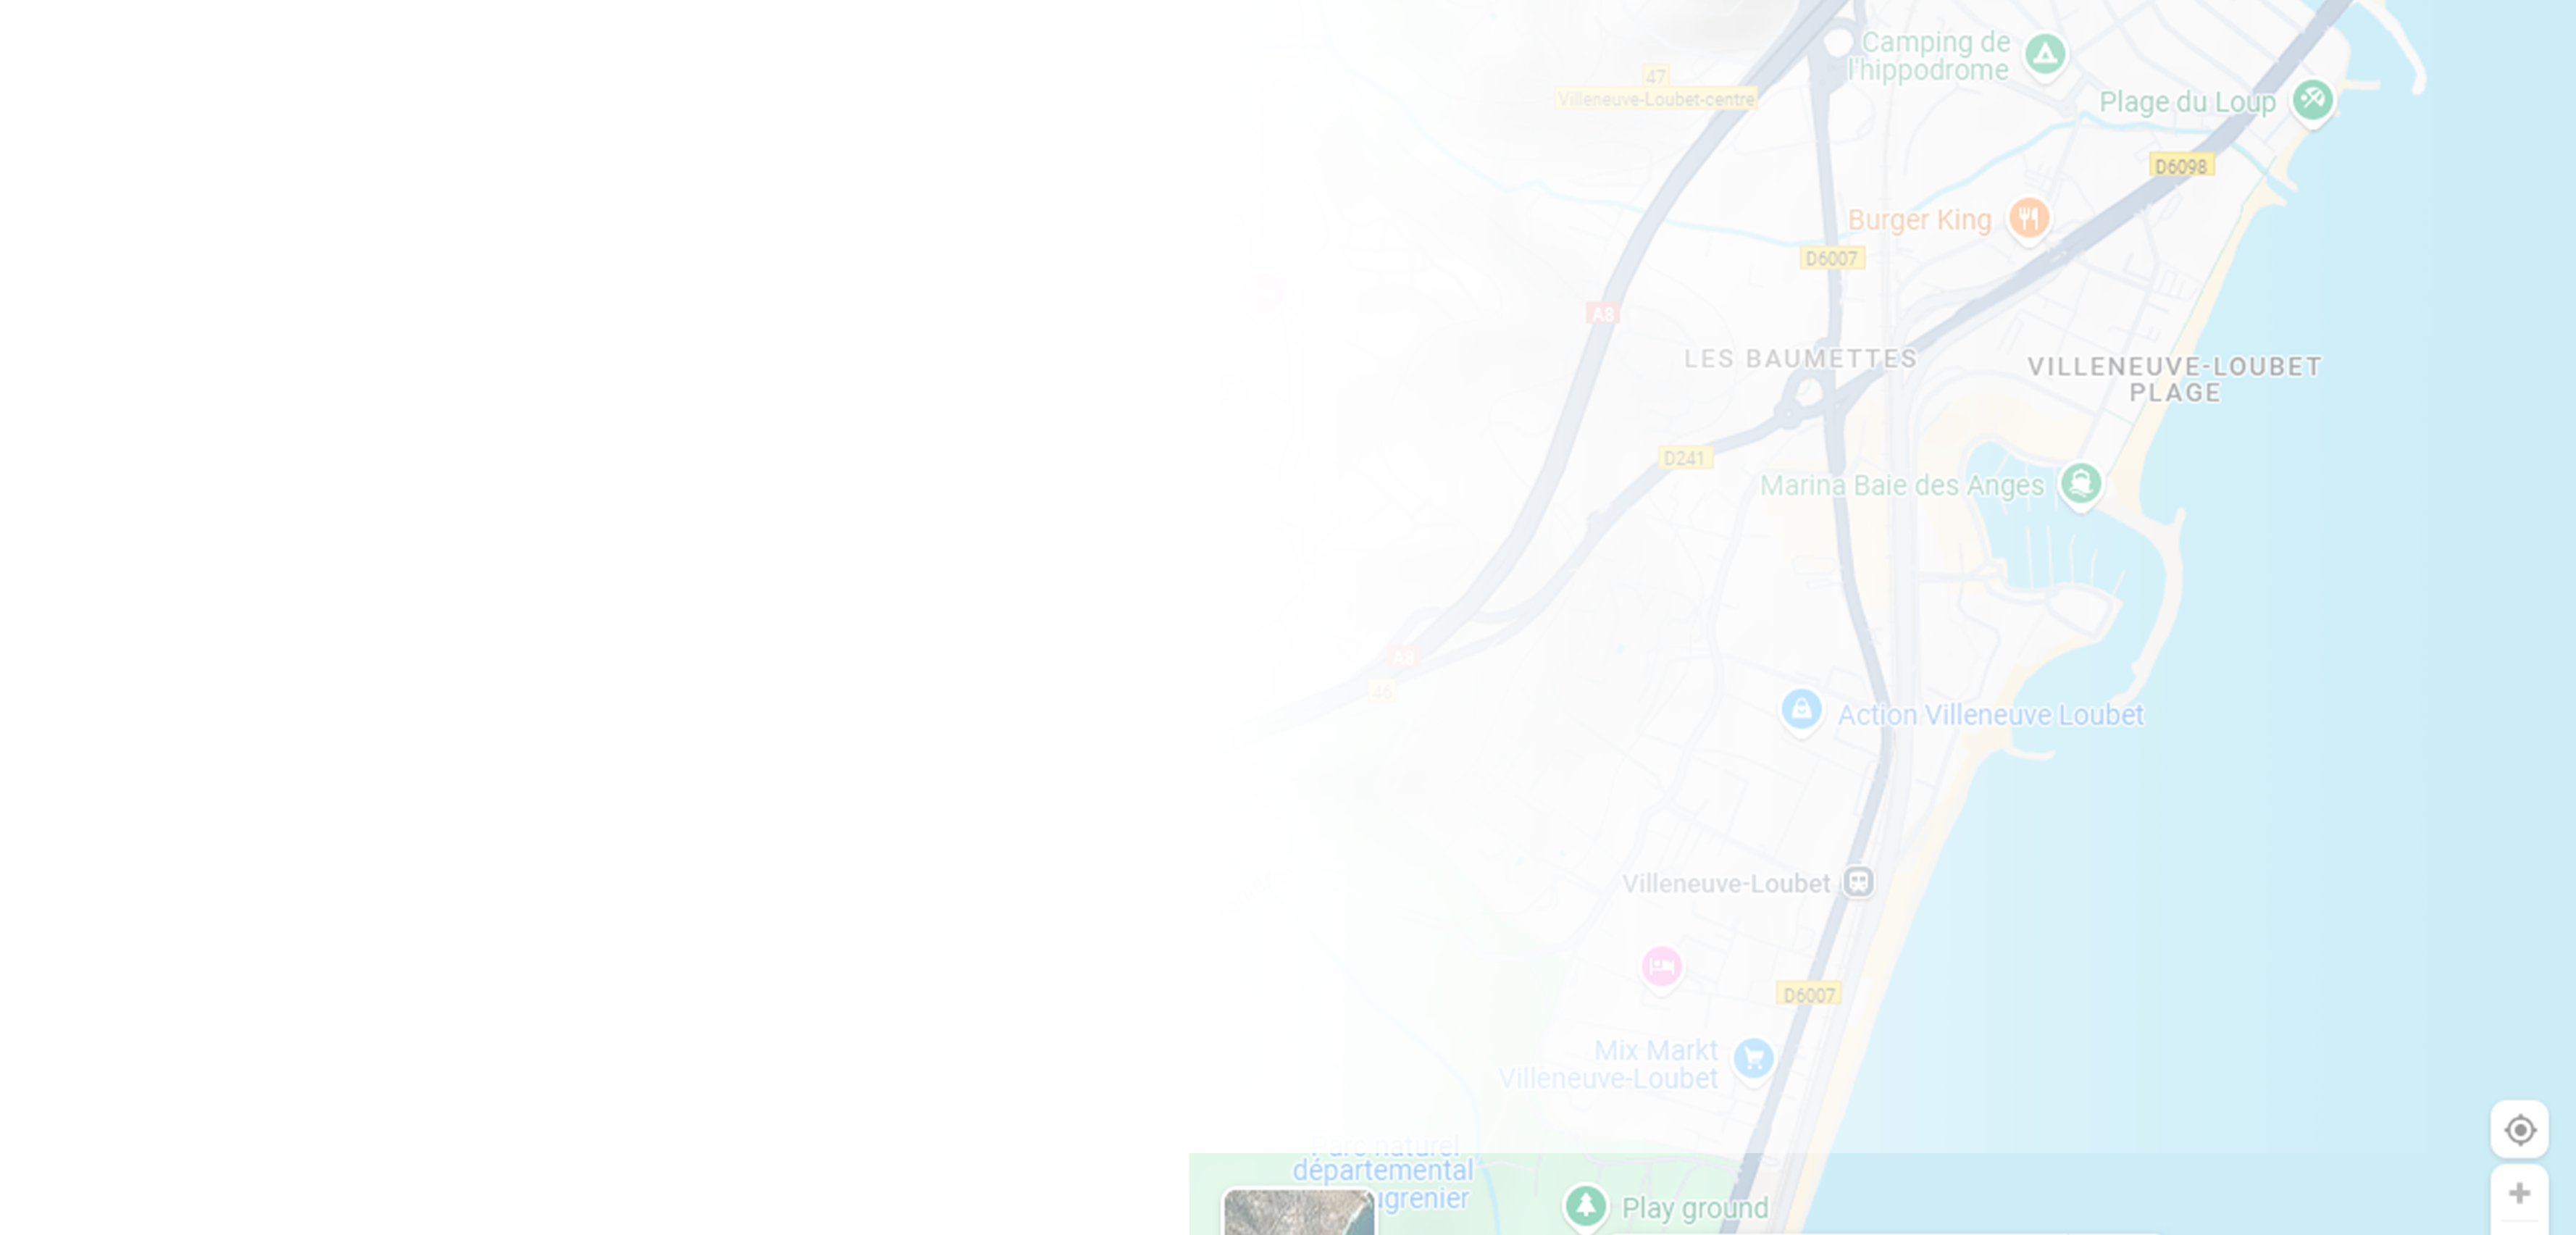 Camping de
l'hippodrome
47
Villeneuve-Loubet-centre
Plage du Loup
D6098
Burger King
D6007
A8
LES BAUMETTES
VILLENEUVE-LOUBET
PLAGE
D241
Marina Baie des Anges
A8
46
Action Villeneuve Loubet
Villeneuve-Loubet
D6007
Mix Markt
Villeneuve-Loubet
Parc naturel
départemental
ugrenier
Play ground